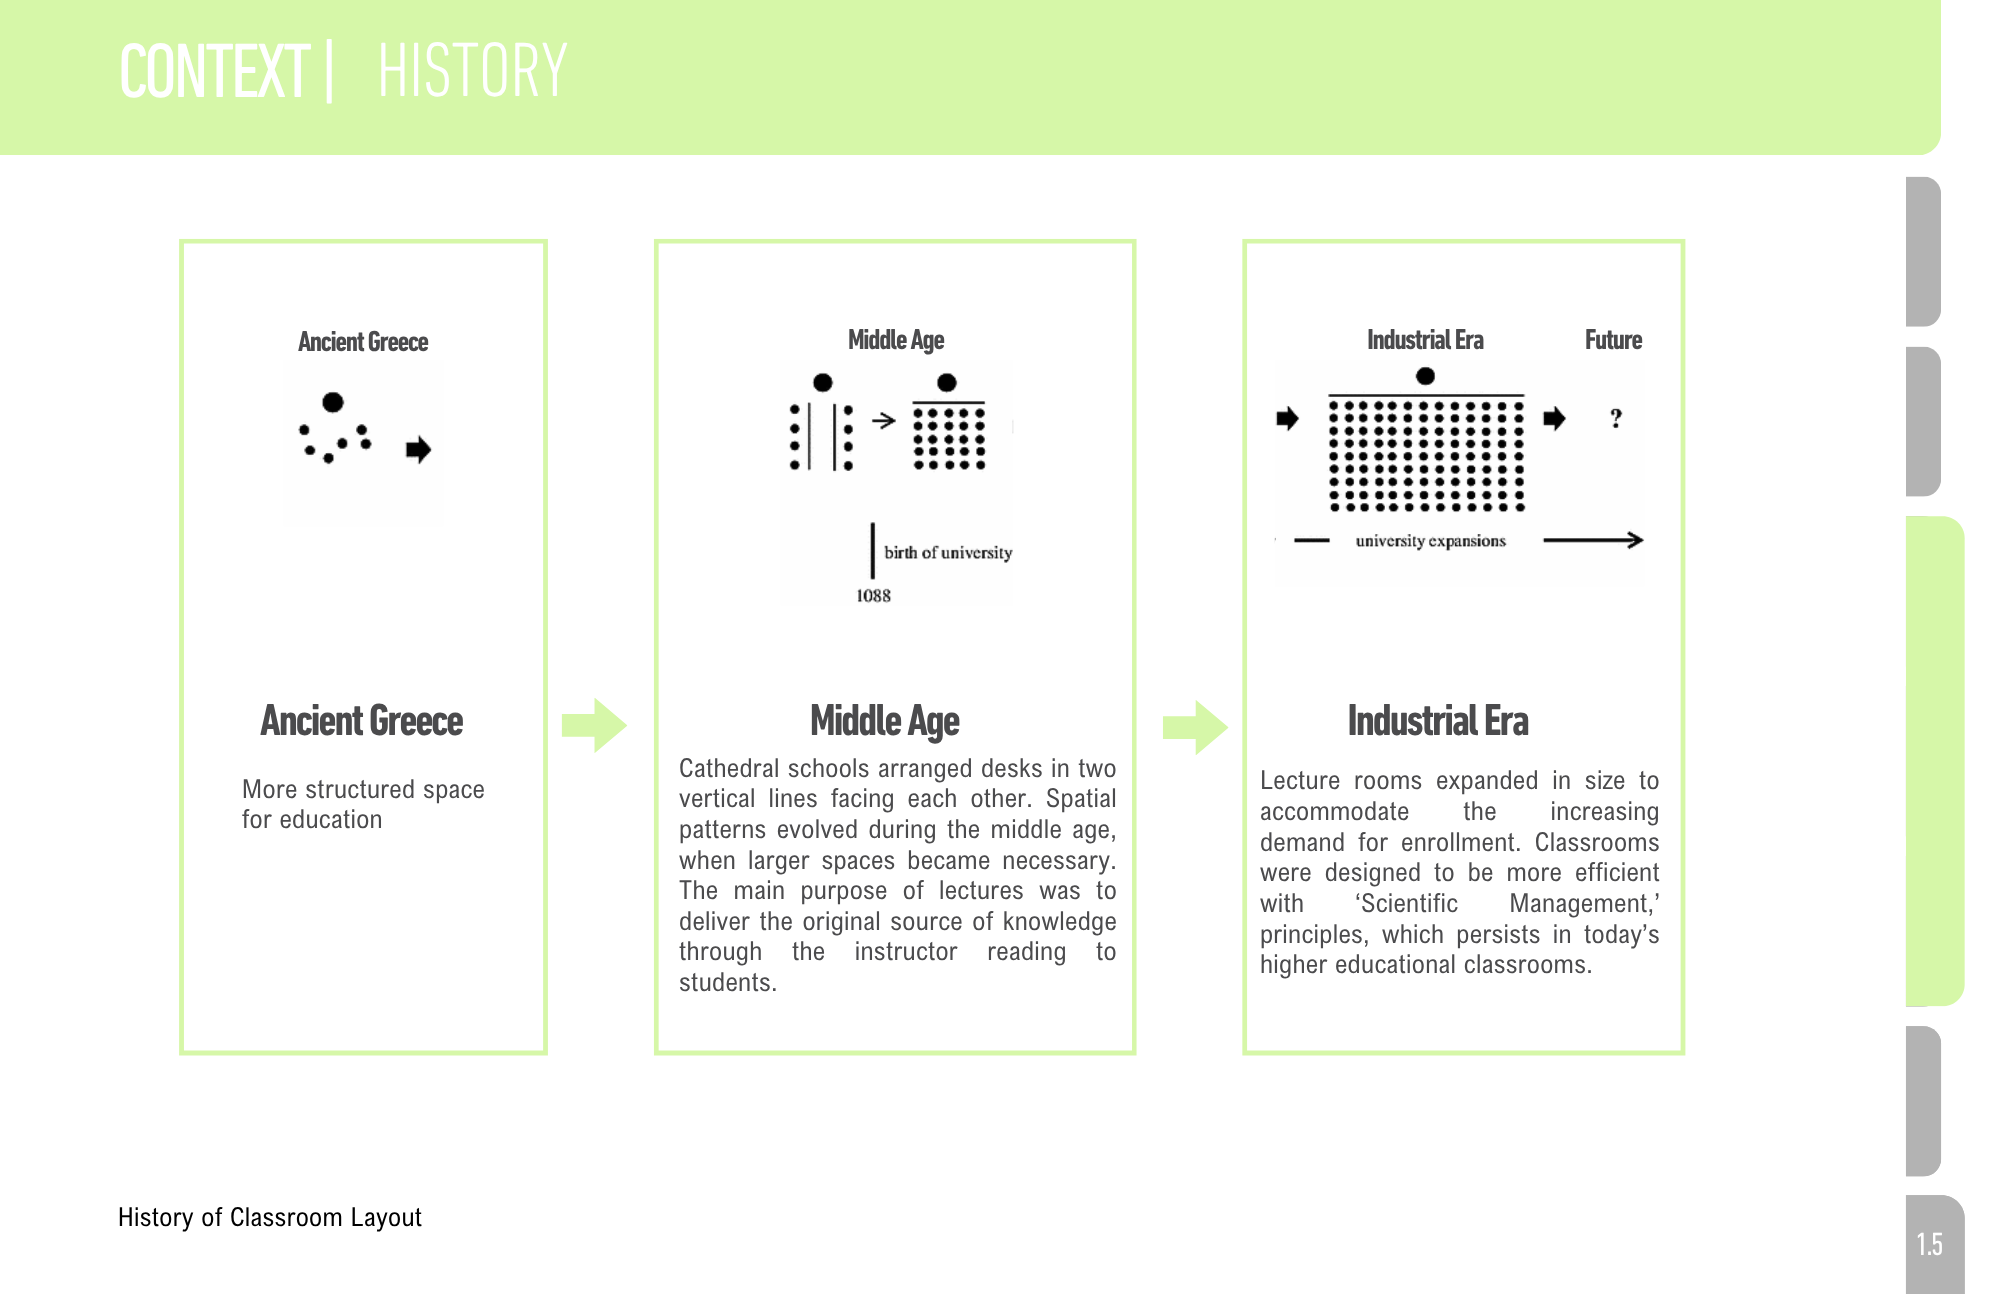 CONTEXT| HISTORY
Ancient Greece
Ancient Greece
More structured space
for education
Middle Age
birth of university
1088
Middle Age
Cathedral schools arranged desks in two
vertical lines facing each other. Spatial
patterns evolved during the middle age,
when larger spaces became necessary.
The main purpose of lectures was to
deliver the original source of knowledge
through the instructor reading to
students.
Industrial Era Future
?
university expansions
Industrial Era
Lecture rooms expanded in size to
accommodate the increasing
demand for enrollment. Classrooms
were designed to be more efficient
with ‘Scientific Management,’
principles, which persists in today’s
higher educational classrooms.
History of Classroom Layout
1.5